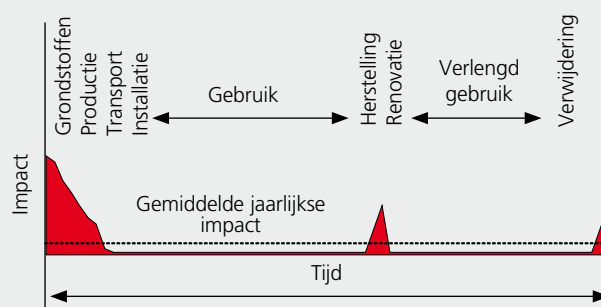 Grondstoffen
Productie
Transport
Installatie
Gebruik
Herstelling
Renovatie
Verlengd
gebruik
Verwijdering
Impact
Gemiddelde jaarlijkse
impact
Tijd